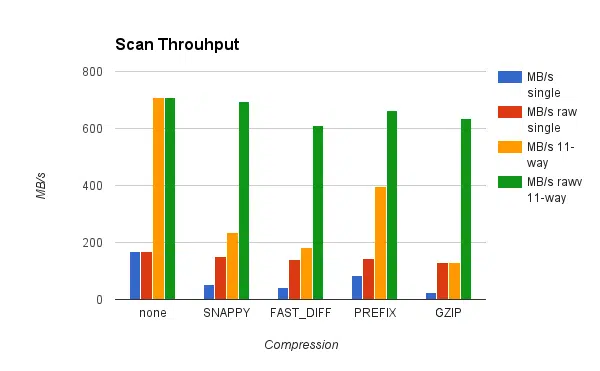 Scan Throuhput
800
600
400
200
0
MB/s
none
SNAPPY
FAST_DIFF
PREFIX
GZIP
Compression
MB/s
single
MB/s raw
single
MB/s 11-
way
MB/s rawv
11-way